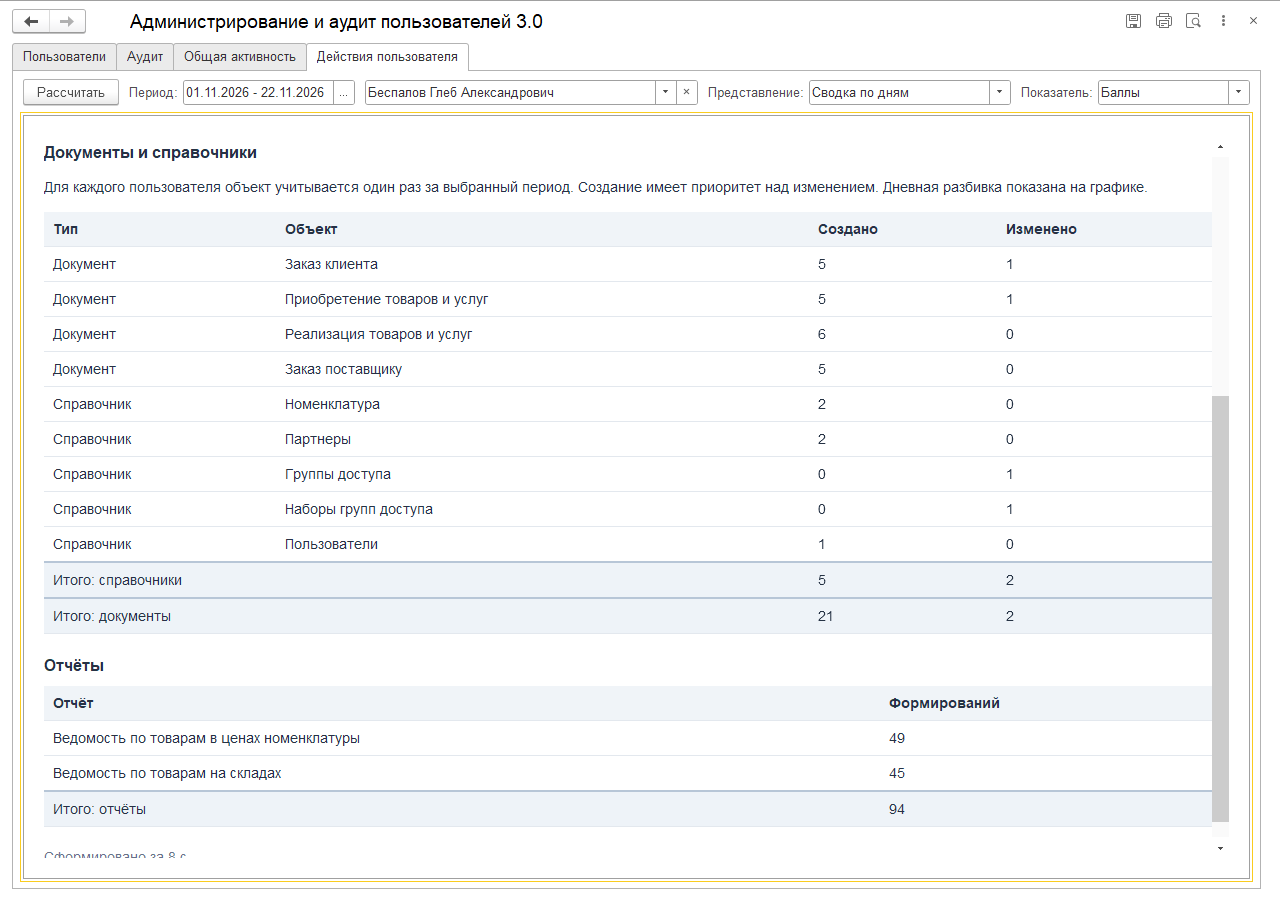 Администрирование и аудит пользователей 3.0
Пользователи Аудит Общая активность Действия пользователя
Рассчитать Период: 01.11.2026 - 22.11.2026 ... Беспалов Глеб Александрович Представление: Сводка по дням Показатель: Баллы
Документы и справочники
Для каждого пользователя объект учитывается один раз за выбранный период. Создание имеет приоритет над изменением. Дневная разбивка показана на графике.
Тип Объект Создано Изменено
Документ Заказ клиента 5 1
Документ Приобретение товаров и услуг 5 1
Документ Реализация товаров и услуг 6 0
Документ Заказ поставщику 5 0
Справочник Номенклатура 2 0
Справочник Партнеры 2 0
Справочник Группы доступа 0 1
Справочник Наборы групп доступа 0 1
Справочник Пользователи 1 0
Итого: справочники 5 2
Итого: документы 21 2
Отчёты
Отчёт Формирований
Ведомость по товарам в ценах номенклатуры 49
Ведомость по товарам на складах 45
Итого: отчёты 94
Сформировано за 8 с